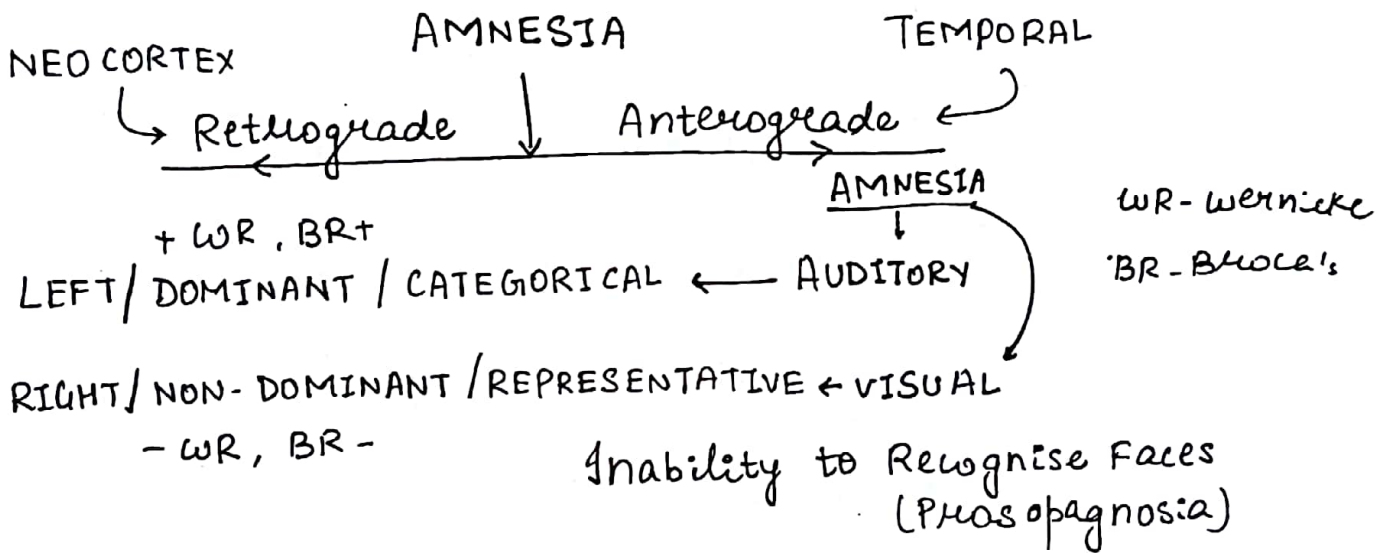 NEO CORTEX
AMNESIA
TEMPORAL
Retrograde
Anterograde
AMNESIA
WR - Wernicke
+ WR , BR+
BR - Broca's
LEFT/ DOMINANT / CATEGORICAL ← AUDITORY
RIGHT/ NON- DOMINANT /REPRESENTATIVE ← VISUAL
- WR, BR -
Inability to Recognise Faces
(Prosopagnosia)